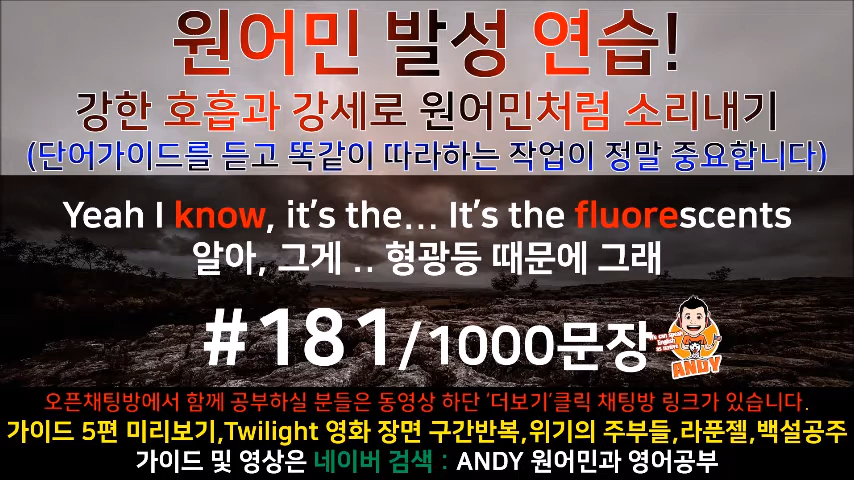 원어민 발성 연습!
강한 호흡과 강세로 원어민처럼 소리내기
(단어가이드를 듣고 똑같이 따라하는 작업이 정말 중요합니다)
Yeah I know, it's the... It's the fluorescents
알아, 그게 .. 형광등 때문에 그래
#181/1000문장
ANDY
오픈채팅방에서 함께 공부하실 분들은 동영상 하단 '더보기'클릭 채팅방 링크가 있습니다.
가이드 5편 미리보기,Twilight 영화 장면 구간반복,위기의 주부들,라푼젤,백설공주
가이드 및 영상은 네이버 검색 : ANDY 원어민과 영어공부